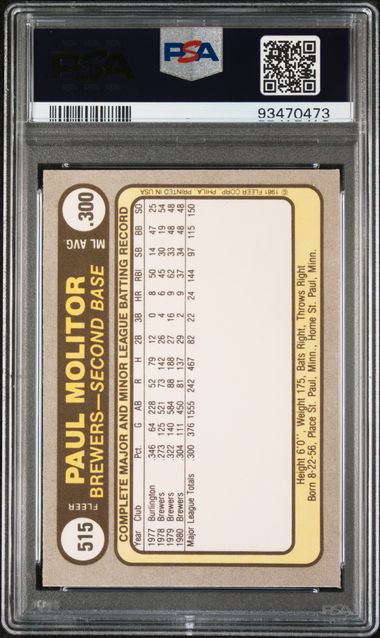 PSA
PSA
93470473
515
FLEER
PAUL MOLITOR
BREWERS—SECOND BASE
ML AVG
.300
COMPLETE MAJOR AND MINOR LEAGUE BATTING RECORD
Year Club Pct. G AB R H 2B 3B HR RBI SB BB SO
1977 Burlington .346 64 228 52 79 12 0 8 50 14 47 25
1978 Brewers .273 125 521 73 142 26 4 6 45 30 19 54
1979 Brewers .322 140 584 88 188 27 16 9 62 33 48 48
1980 Brewers .304 111 450 81 137 29 2 9 37 34 48 48
Major League Totals .300 376 1555 242 467 82 22 24 144 97 115 150
Height 6'0", Weight 175, Bats Right, Throws Right
Born 8-22-56, Place St. Paul, Minn., Home St. Paul, Minn.
© 1981 FLEER CORP. PHILA. PRINTED IN USA